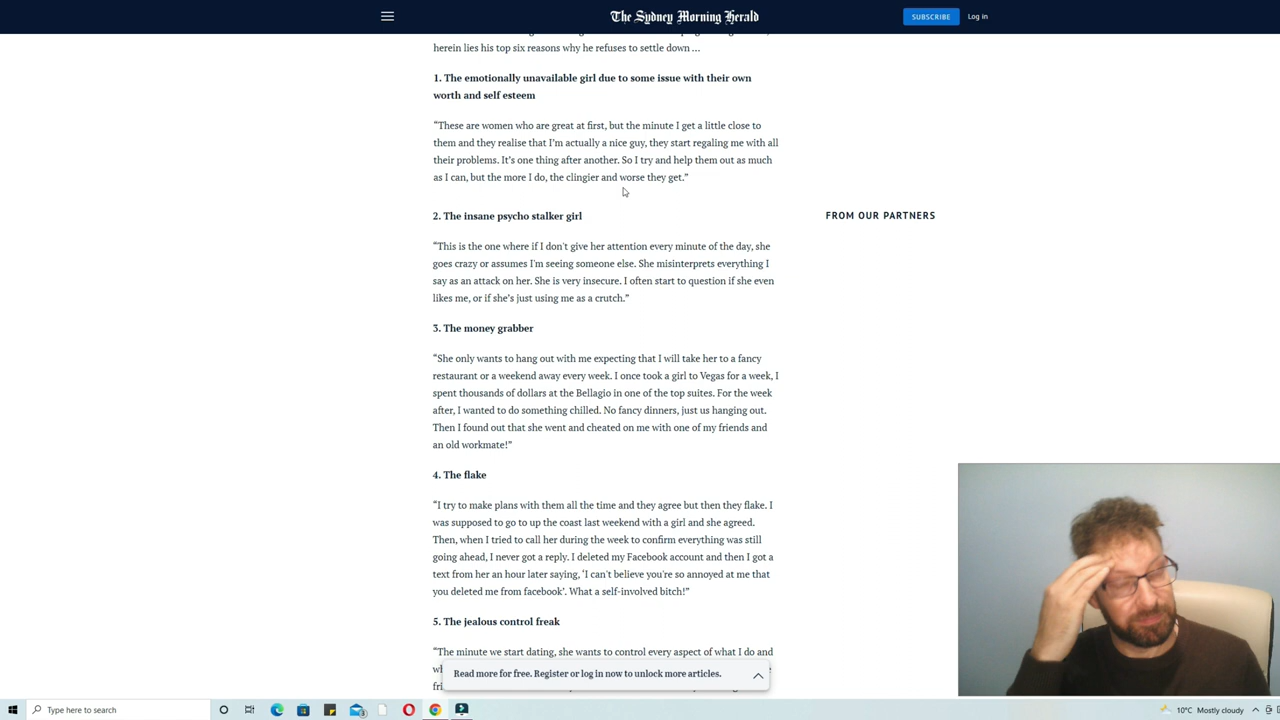 The Sydney Morning Herald
SUBSCRIBE
Log in
herein lies his top six reasons why he refuses to settle down ...
1. The emotionally unavailable girl due to some issue with their own
worth and self esteem
“These are women who are great at first, but the minute I get a little close to
them and they realise that I’m actually a nice guy, they start regaling me with all
their problems. It’s one thing after another. So I try and help them out as much
as I can, but the more I do, the clingier and worse they get.”
2. The insane psycho stalker girl
FROM OUR PARTNERS
“This is the one where if I don't give her attention every minute of the day, she
goes crazy or assumes I'm seeing someone else. She misinterprets everything I
say as an attack on her. She is very insecure. I often start to question if she even
likes me, or if she’s just using me as a crutch.”
3. The money grabber
“She only wants to hang out with me expecting that I will take her to a fancy
restaurant or a weekend away every week. I once took a girl to Vegas for a week, I
spent thousands of dollars at the Bellagio in one of the top suites. For the week
after, I wanted to do something chilled. No fancy dinners, just us hanging out.
Then I found out that she went and cheated on me with one of my friends and
an old workmate!”
4. The flake
“I try to make plans with them all the time and they agree but then they flake. I
was supposed to go to up the coast last weekend with a girl and she agreed.
Then, when I tried to call her during the week to confirm everything was still
going ahead, I never got a reply. I deleted my Facebook account and then I got a
text from her an hour later saying, ‘I can't believe you're so annoyed at me that
you deleted me from facebook’. What a self-involved bitch!”
5. The jealous control freak
“The minute we start dating, she wants to control every aspect of what I do and
Read more for free. Register or log in now to unlock more articles.
Type here to search
10°C Mostly cloudy